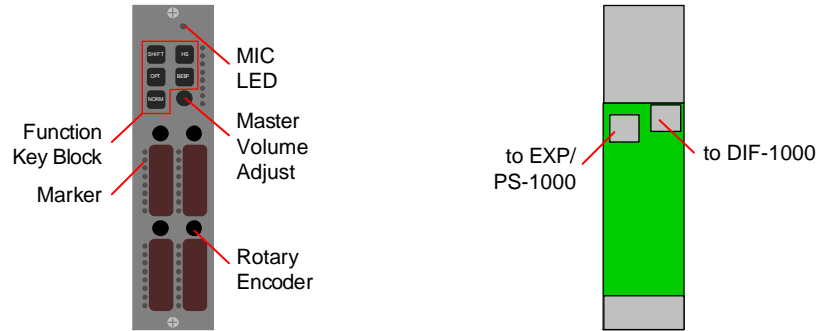 MIC
LED
SHIFT HS
OPT BEEP
NORM
Master
Volume
Adjust
Function
Key Block
Marker
Rotary
Encoder
to EXP/
PS-1000
to DIF-1000